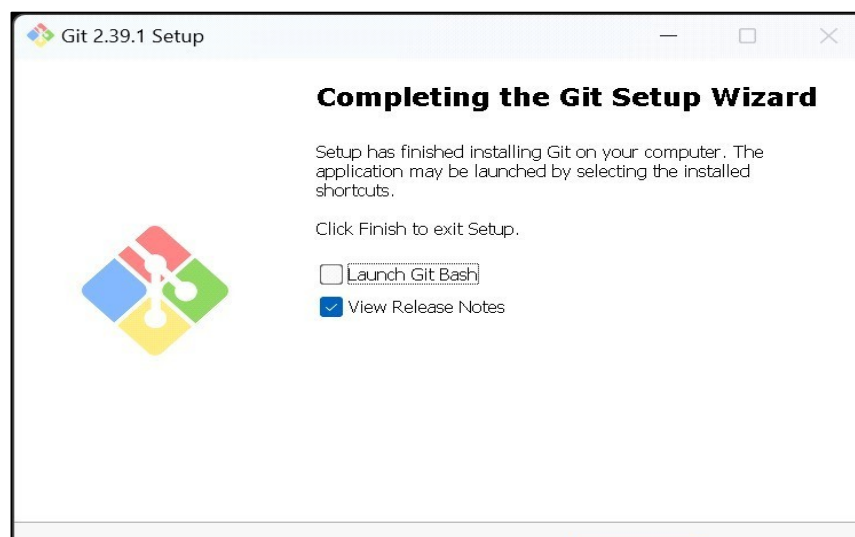 Git 2.39.1 Setup
Completing the Git Setup Wizard
Setup has finished installing Git on your computer. The
application may be launched by selecting the installed
shortcuts.
Click Finish to exit Setup.
Launch Git Bash
View Release Notes